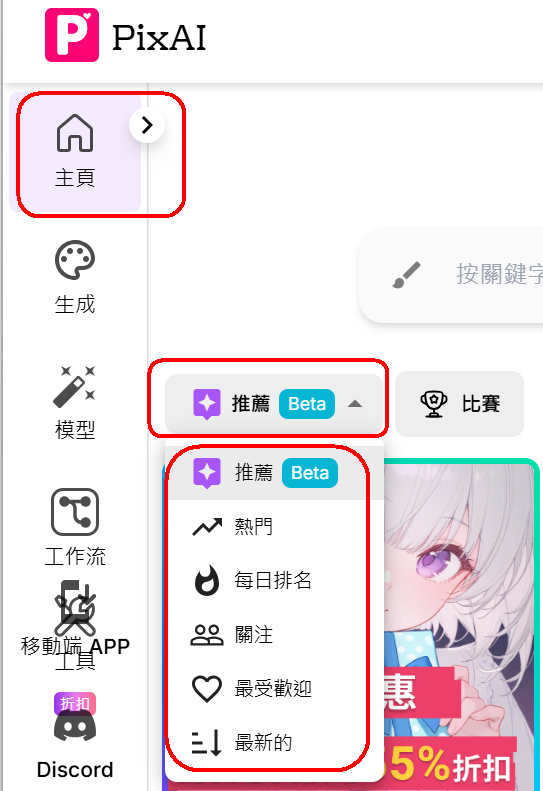 PixAI
主頁
生成
模型
工作流
移動端 APP
工具
折扣
Discord
按關鍵字
推薦 Beta
比賽
推薦 Beta
熱門
每日排名
關注
最受歡迎
最新的
惠
55%折扣